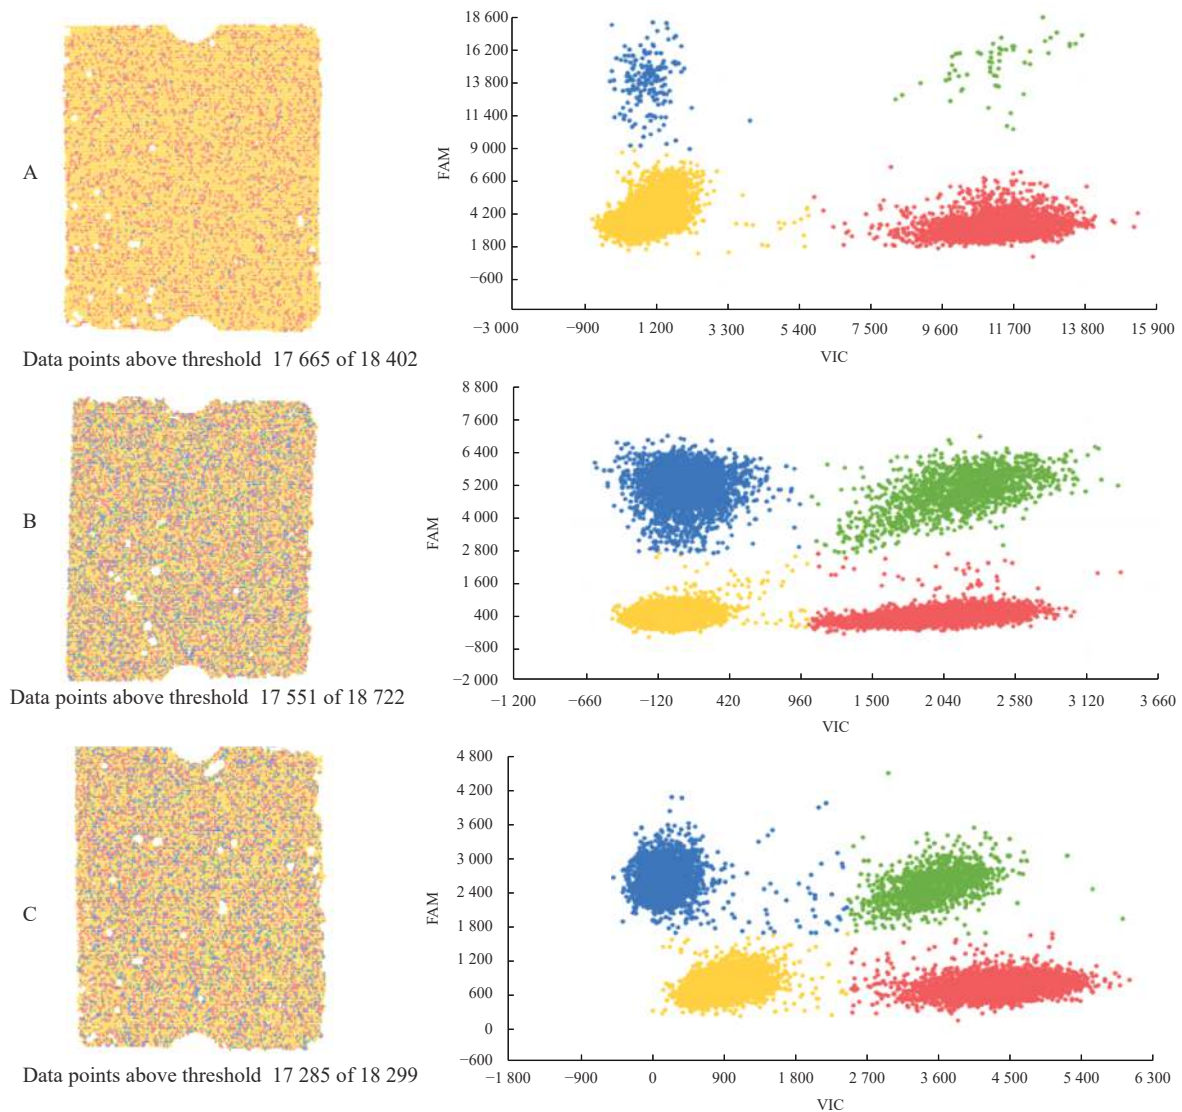 A
18 600
16 200
13 800
11 400
9 000
6 600
4 200
1 800
−600
FAM
−3 000 −900 1 200 3 300 5 400 7 500 9 600 11 700 13 800 15 900
VIC
Data points above threshold 17 665 of 18 402
B
8 800
7 600
6 400
5 200
4 000
2 800
1 600
400
−800
−2 000
FAM
−1 200 −660 −120 420 960 1 500 2 040 2 580 3 120 3 660
VIC
Data points above threshold 17 551 of 18 722
C
4 800
4 200
3 600
3 000
2 400
1 800
1 200
600
0
−600
FAM
−1 800 −900 0 900 1 800 2 700 3 600 4 500 5 400 6 300
VIC
Data points above threshold 17 285 of 18 299